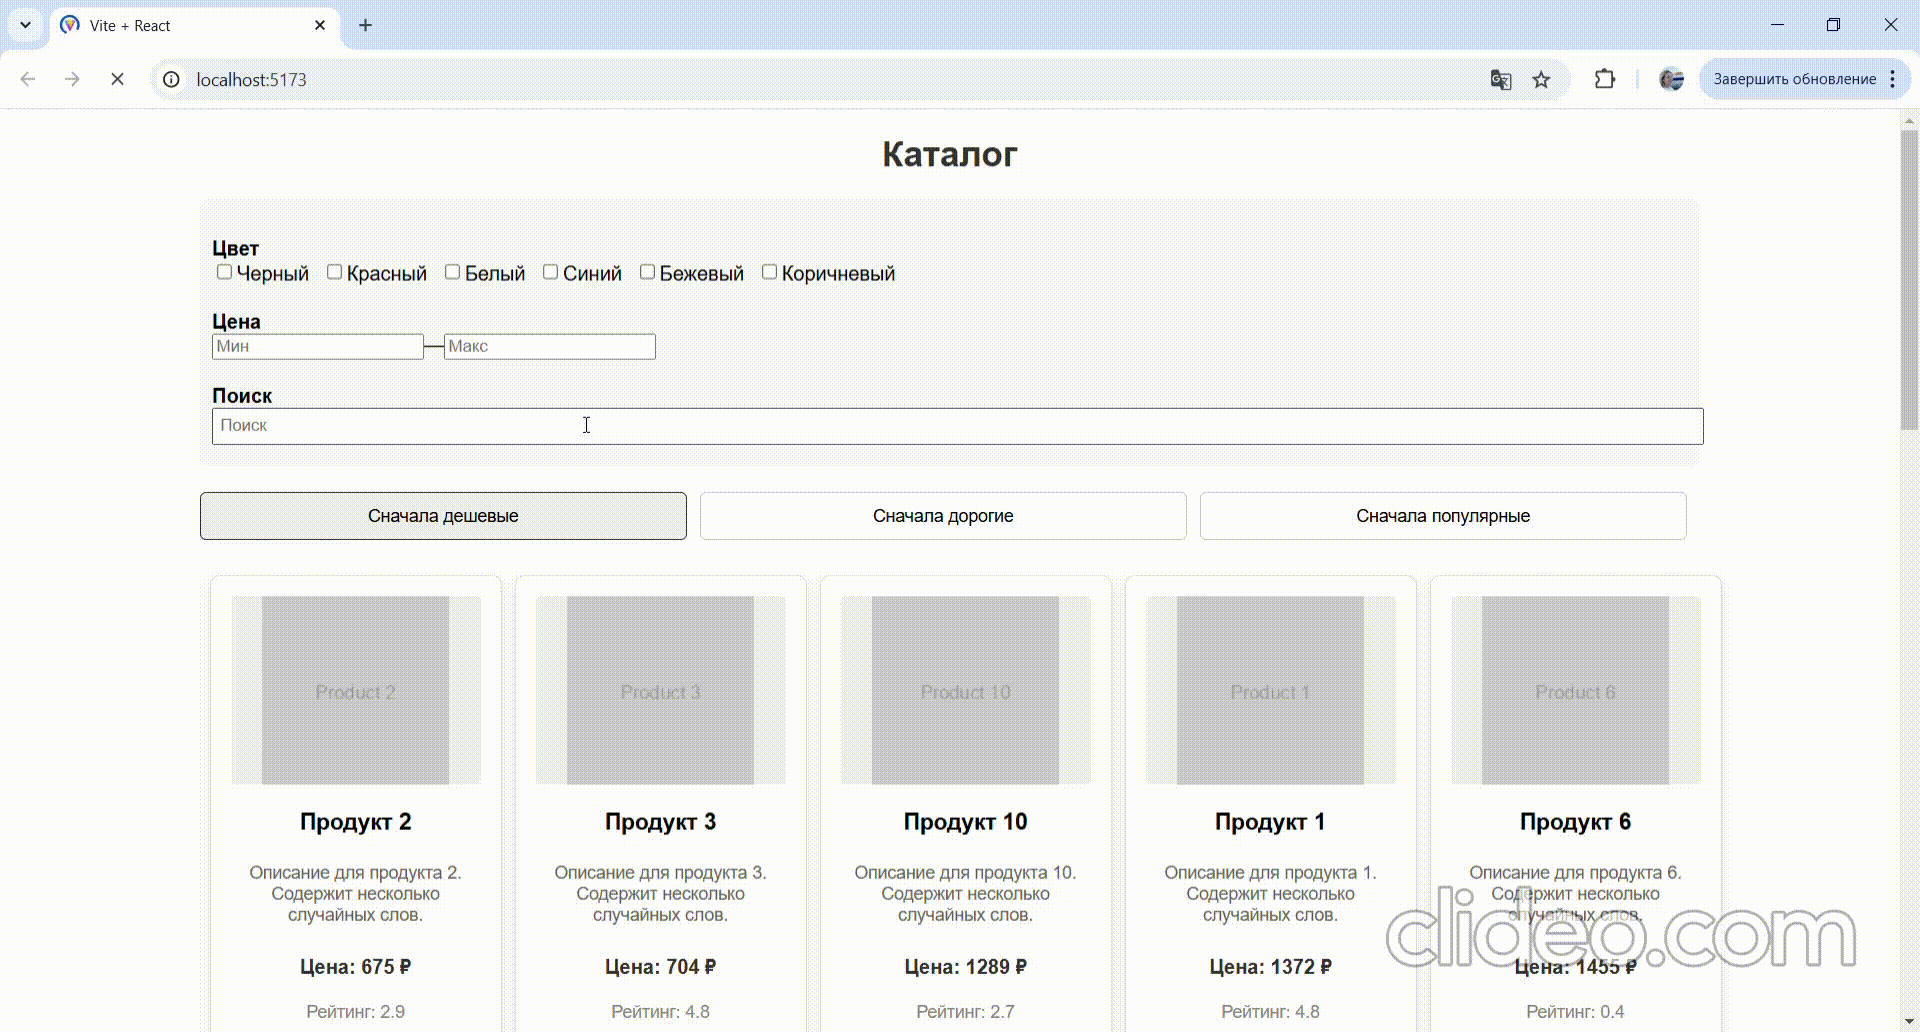 Vite + React
localhost:5173
Завершить обновление
Каталог
Цвет
Черный Красный Белый Синий Бежевый Коричневый
Цена
Мин — Макс
Поиск
Поиск
Сначала дешевые Сначала дорогие Сначала популярные
Product 2 Product 3 Product 10 Product 1 Product 6
Продукт 2 Продукт 3 Продукт 10 Продукт 1 Продукт 6
Описание для продукта 2. Описание для продукта 3. Описание для продукта 10. Описание для продукта 1. Описание для продукта 6.
Содержит несколько Содержит несколько Содержит несколько Содержит несколько Содержит несколько
случайных слов. случайных слов. случайных слов. случайных слов. случайных слов.
clideo.com
Цена: 675 ₽ Цена: 704 ₽ Цена: 1289 ₽ Цена: 1372 ₽ Цена: 1455 ₽
Рейтинг: 2.9 Рейтинг: 4.8 Рейтинг: 2.7 Рейтинг: 4.8 Рейтинг: 0.4